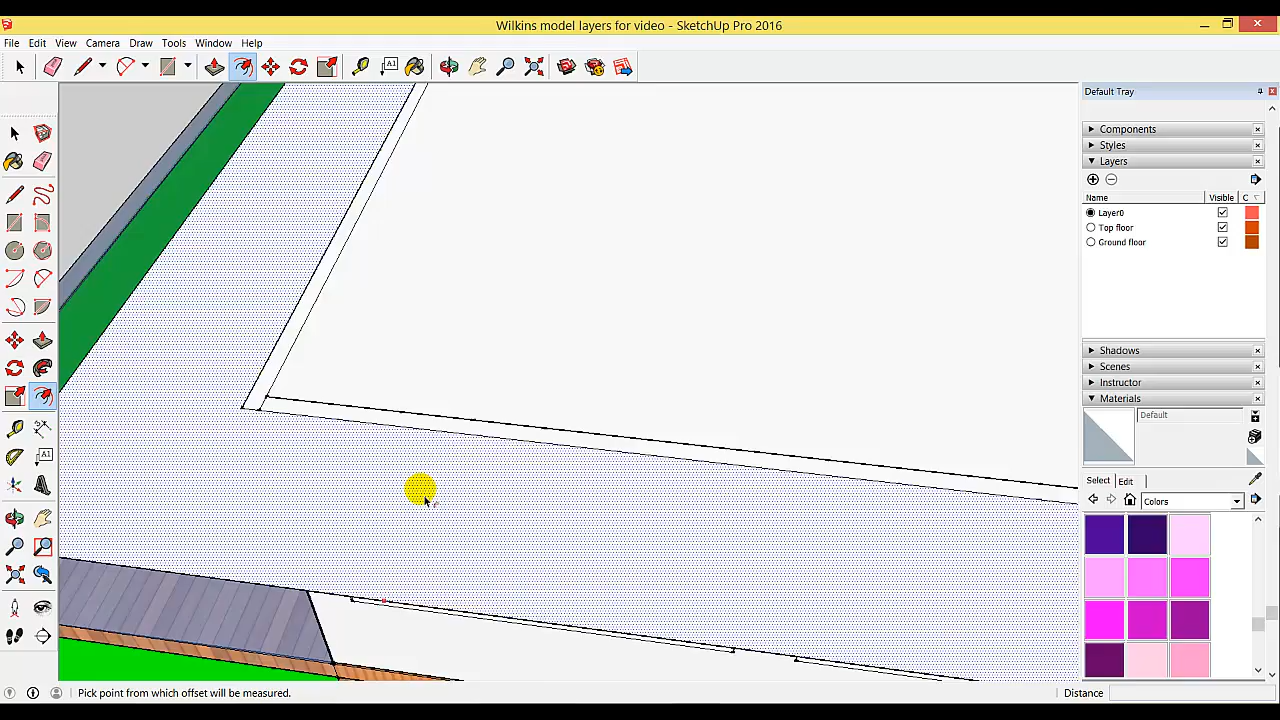 Wilkins model layers for video - SketchUp Pro 2016
File Edit View Camera Draw Tools Window Help
A1
Default Tray
Components
Styles
Layers
Name Visible C
Layer0
Top floor
Ground floor
Shadows
Scenes
Instructor
Materials
Default
A1
Select Edit
Colors
Pick point from which offset will be measured.
Distance